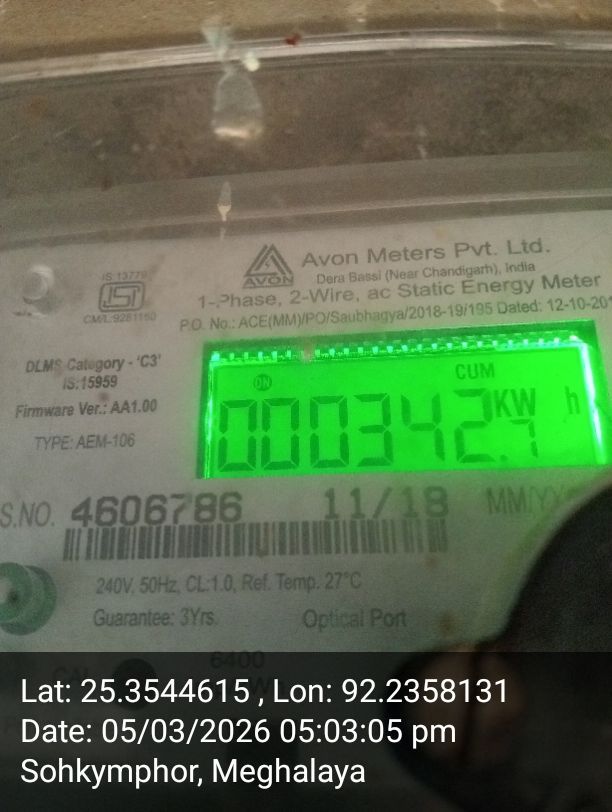 Avon Meters Pvt. Ltd.
AVON
Dera Bassi (Near Chandigarh), India
IS:13779
ISI
1-Phase, 2-Wire, ac Static Energy Meter
CM/L:9281150
P.O. No.: ACE(MM)/PO/Saubhagya/2018-19/195 Dated: 12-10-201
DLMS Category - 'C3'
IS:15959
Firmware Ver.: AA1.00
TYPE: AEM-106
ON
CUM
000342.7 KW h
S.NO. 4606786 11/18 MM/YY
240V, 50Hz, CL:1.0, Ref. Temp. 27°C
Guarantee: 3Yrs. Optical Port
6400
Lat: 25.3544615 , Lon: 92.2358131
Date: 05/03/2026 05:03:05 pm
Sohkymphor, Meghalaya